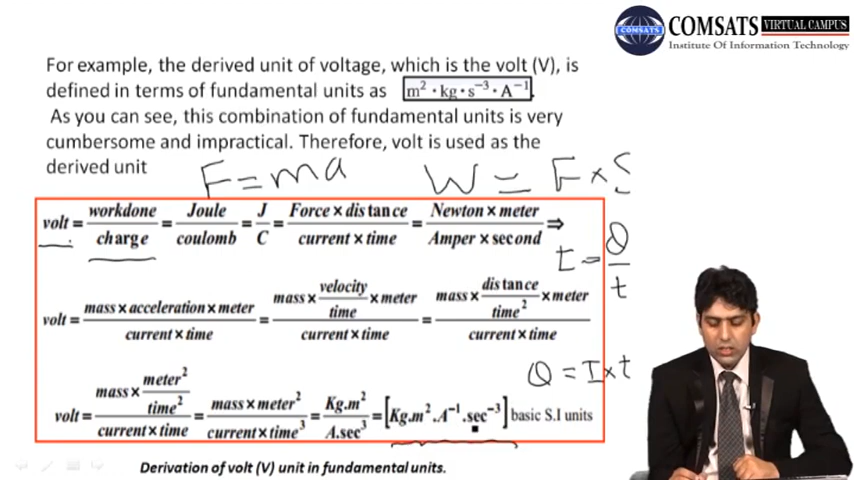 COMSATS VIRTUAL CAMPUS
Institute Of Information Technology
For example, the derived unit of voltage, which is the volt (V), is
defined in terms of fundamental units as m²·kg·s⁻³·A⁻¹.
As you can see, this combination of fundamental units is very
cumbersome and impractical. Therefore, volt is used as the
derived unit
F = ma W = F × S
volt = workdone / charge = Joule / coulomb = J / C = Force × distance / current × time = Newton × meter / Amper × second ⇒
t = Q / t
volt = mass × acceleration × meter / current × time = mass × velocity / time × meter / current × time = mass × distance / time² × meter / current × time
Q = I × t
volt = mass × meter² / time² / current × time = mass × meter² / current × time³ = Kg.m² / A.sec³ = [Kg.m².A⁻¹.sec⁻³] basic S.I units
Derivation of volt (V) unit in fundamental units.